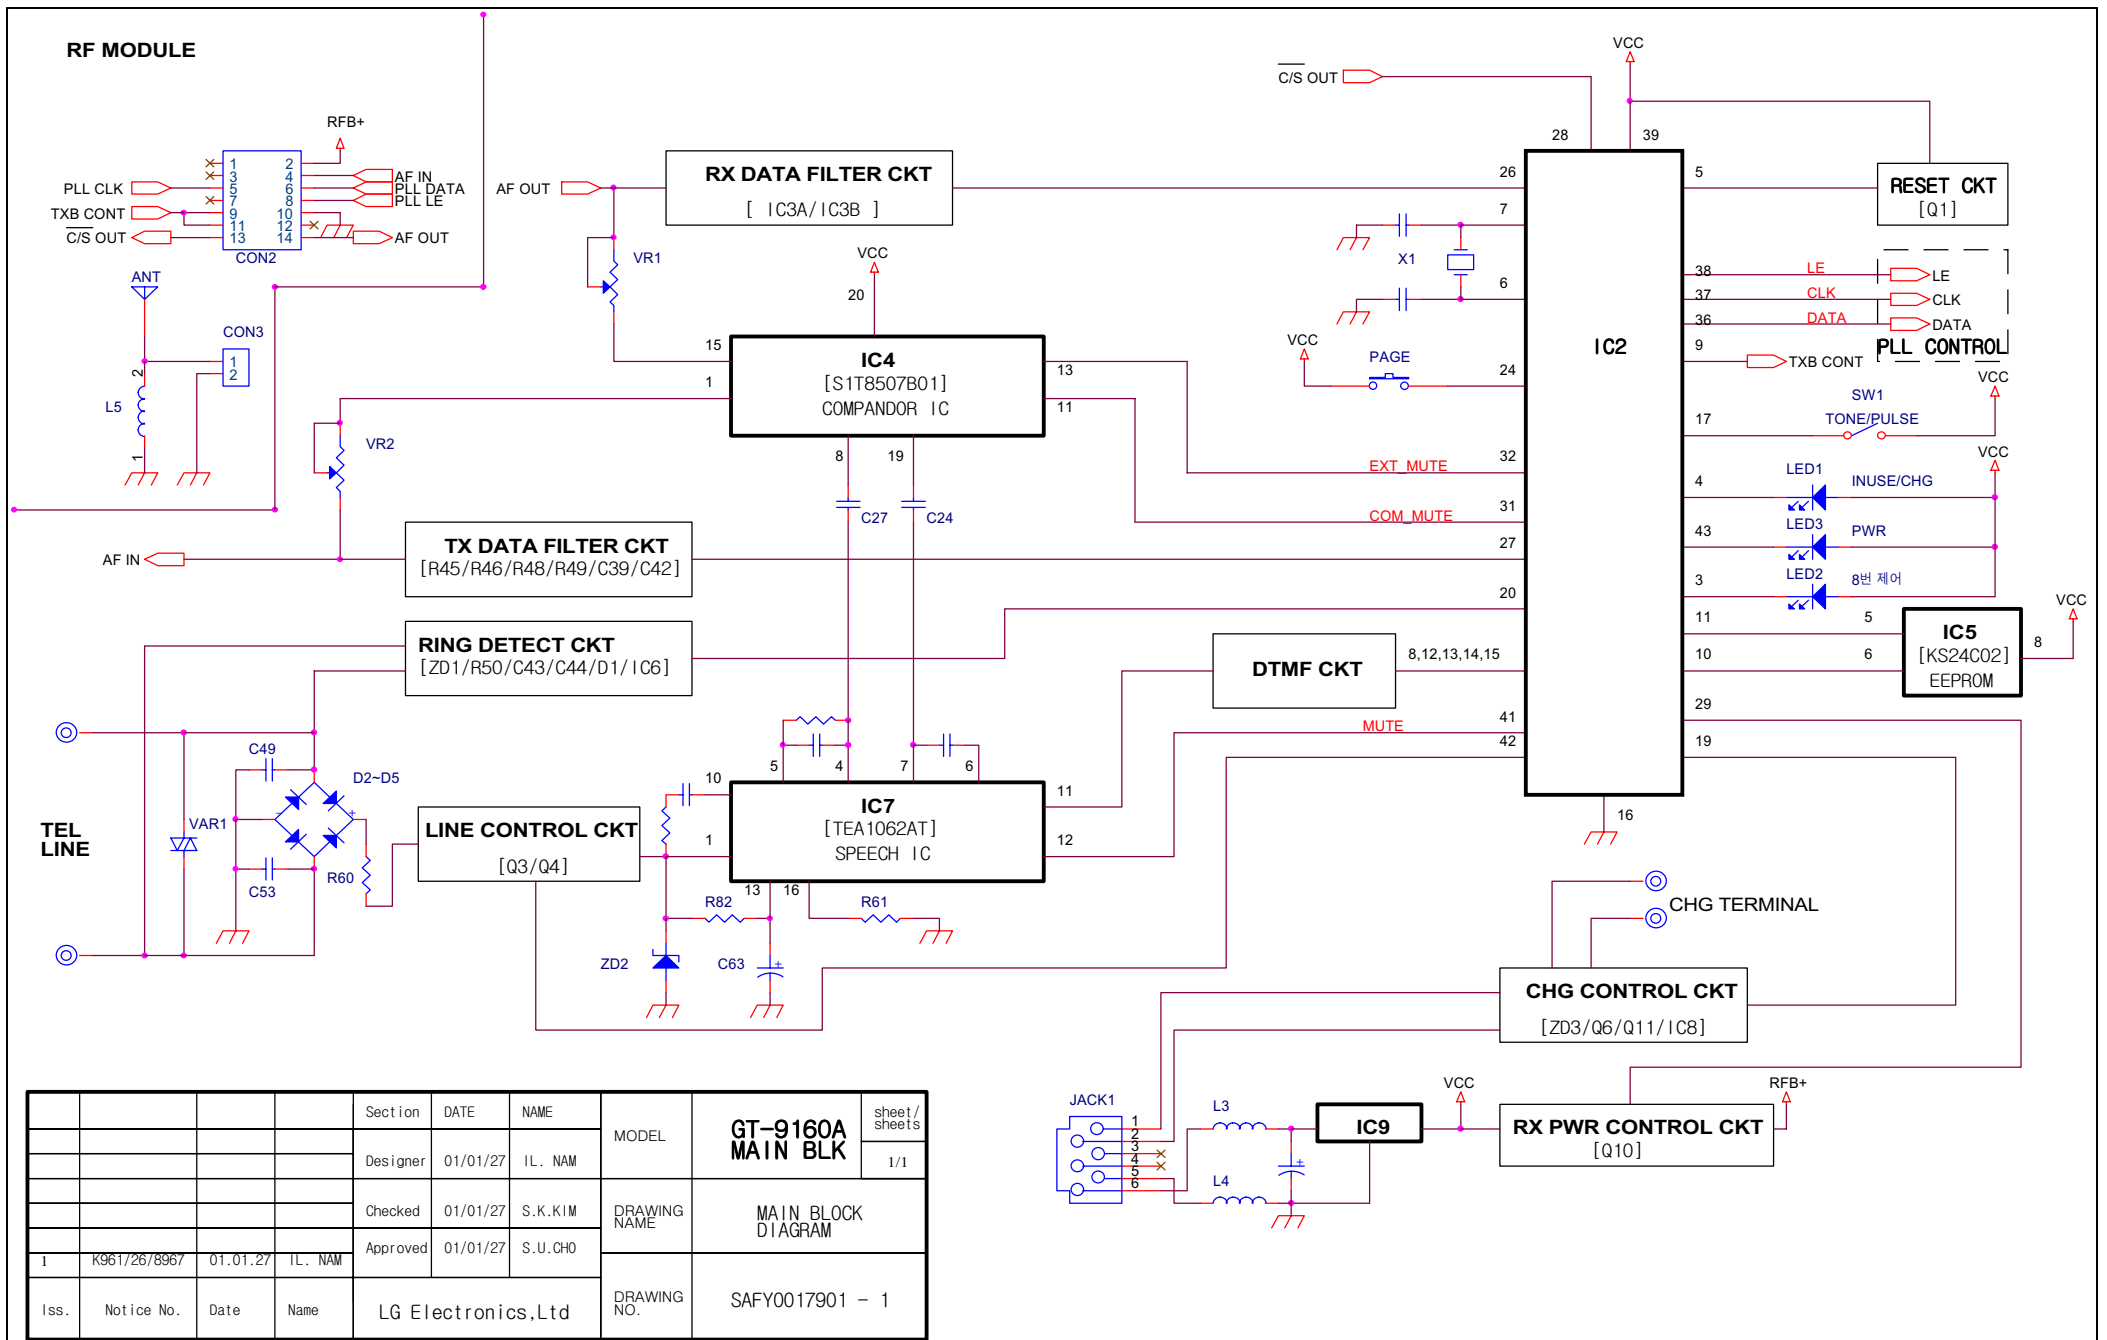 RF MODULE
RFB+
1
2
3
4
5
6
7
8
9
10
11
12
13
14
PLL CLK
TXB CONT
C/S OUT
AF IN
PLL DATA
PLL LE
AF OUT
CON2
ANT
CON3
1
2
2
L5
1
AF OUT
RX DATA FILTER CKT
[ IC3A/IC3B ]
VR1
VCC
20
15
1
IC4
[S1T8507B01]
COMPANDOR IC
13
11
8
19
VR2
C27
C24
AF IN
TX DATA FILTER CKT
[R45/R46/R48/R49/C39/C42]
RING DETECT CKT
[ZD1/R50/C43/C44/D1/IC6]
EXT_MUTE
COM_MUTE
DTMF CKT
8,12,13,14,15
MUTE
C/S OUT
VCC
28
39
26
7
6
24
32
31
27
20
41
42
X1
VCC
PAGE
IC2
5
RESET CKT
[Q1]
38
LE
LE
37
CLK
CLK
36
DATA
DATA
PLL CONTROL
9
TXB CONT
VCC
SW1
TONE/PULSE
17
VCC
4
LED1
INUSE/CHG
43
LED3
PWR
3
LED2
8번 제어
VCC
11
5
10
6
IC5
[KS24C02]
EEPROM
8
29
19
16
TEL
LINE
VAR1
C49
D2~D5
+
-
C53
R60
LINE CONTROL CKT
[Q3/Q4]
5
4
7
6
10
1
IC7
[TEA1062AT]
SPEECH IC
11
12
13
16
R82
R61
ZD2
C63
+
CHG TERMINAL
CHG CONTROL CKT
[ZD3/Q6/Q11/IC8]
JACK1
1
2
3
4
5
6
L3
L4
+
IC9
VCC
RX PWR CONTROL CKT
[Q10]
RFB+
Section DATE NAME
Designer 01/01/27 IL. NAM
Checked 01/01/27 S.K.KIM
Approved 01/01/27 S.U.CHO
MODEL
GT-9160A
MAIN BLK
sheet/
sheets
1/1
DRAWING
NAME
MAIN BLOCK
DIAGRAM
1 K961/26/8967 01.01.27 IL. NAM
Iss. Notice No. Date Name
LG Electronics,Ltd
DRAWING
NO.
SAFY0017901 - 1